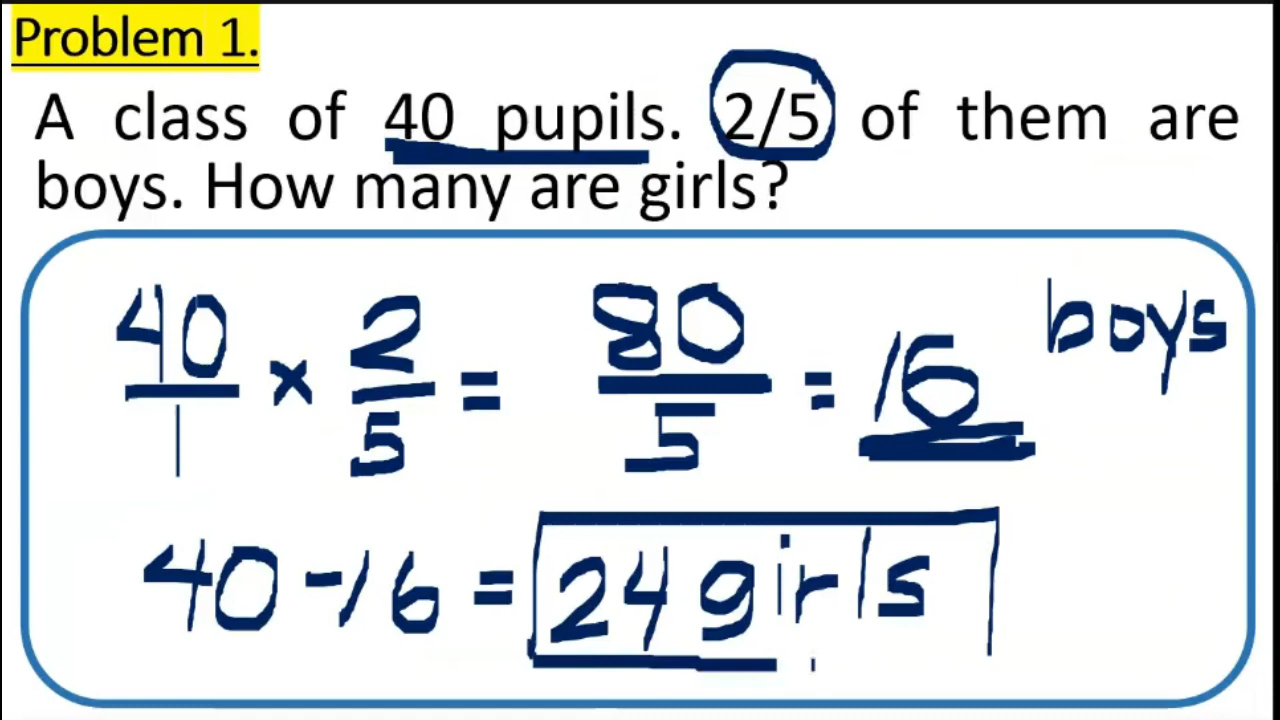 Problem 1.
A class of 40 pupils. 2/5 of them are
boys. How many are girls?
40/1 × 2/5 = 80/5 = 16 boys
40 - 16 = 24 girls